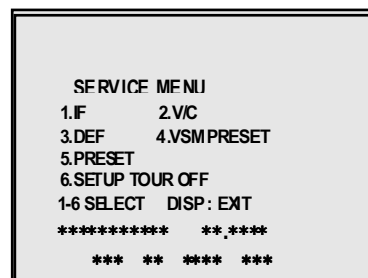 SERVICE MENU
1.IF 2.V/C
3.DEF 4.VSM PRESET
5.PRESET
6.SETUP TOUR OFF
1-6 SELECT DISP : EXIT
*********** **.****
*** ** **** ***